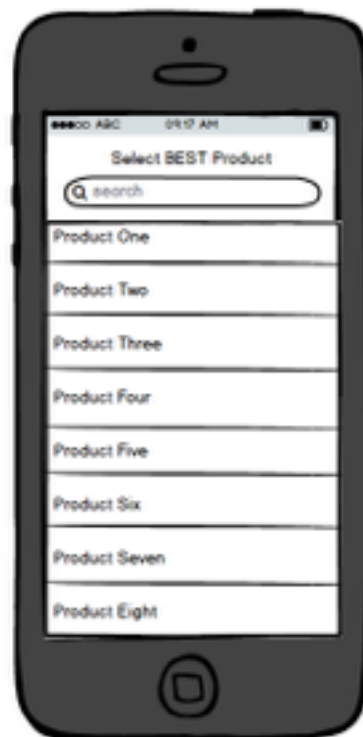 ABC 09:17 AM
Select BEST Product
search
Product One
Product Two
Product Three
Product Four
Product Five
Product Six
Product Seven
Product Eight